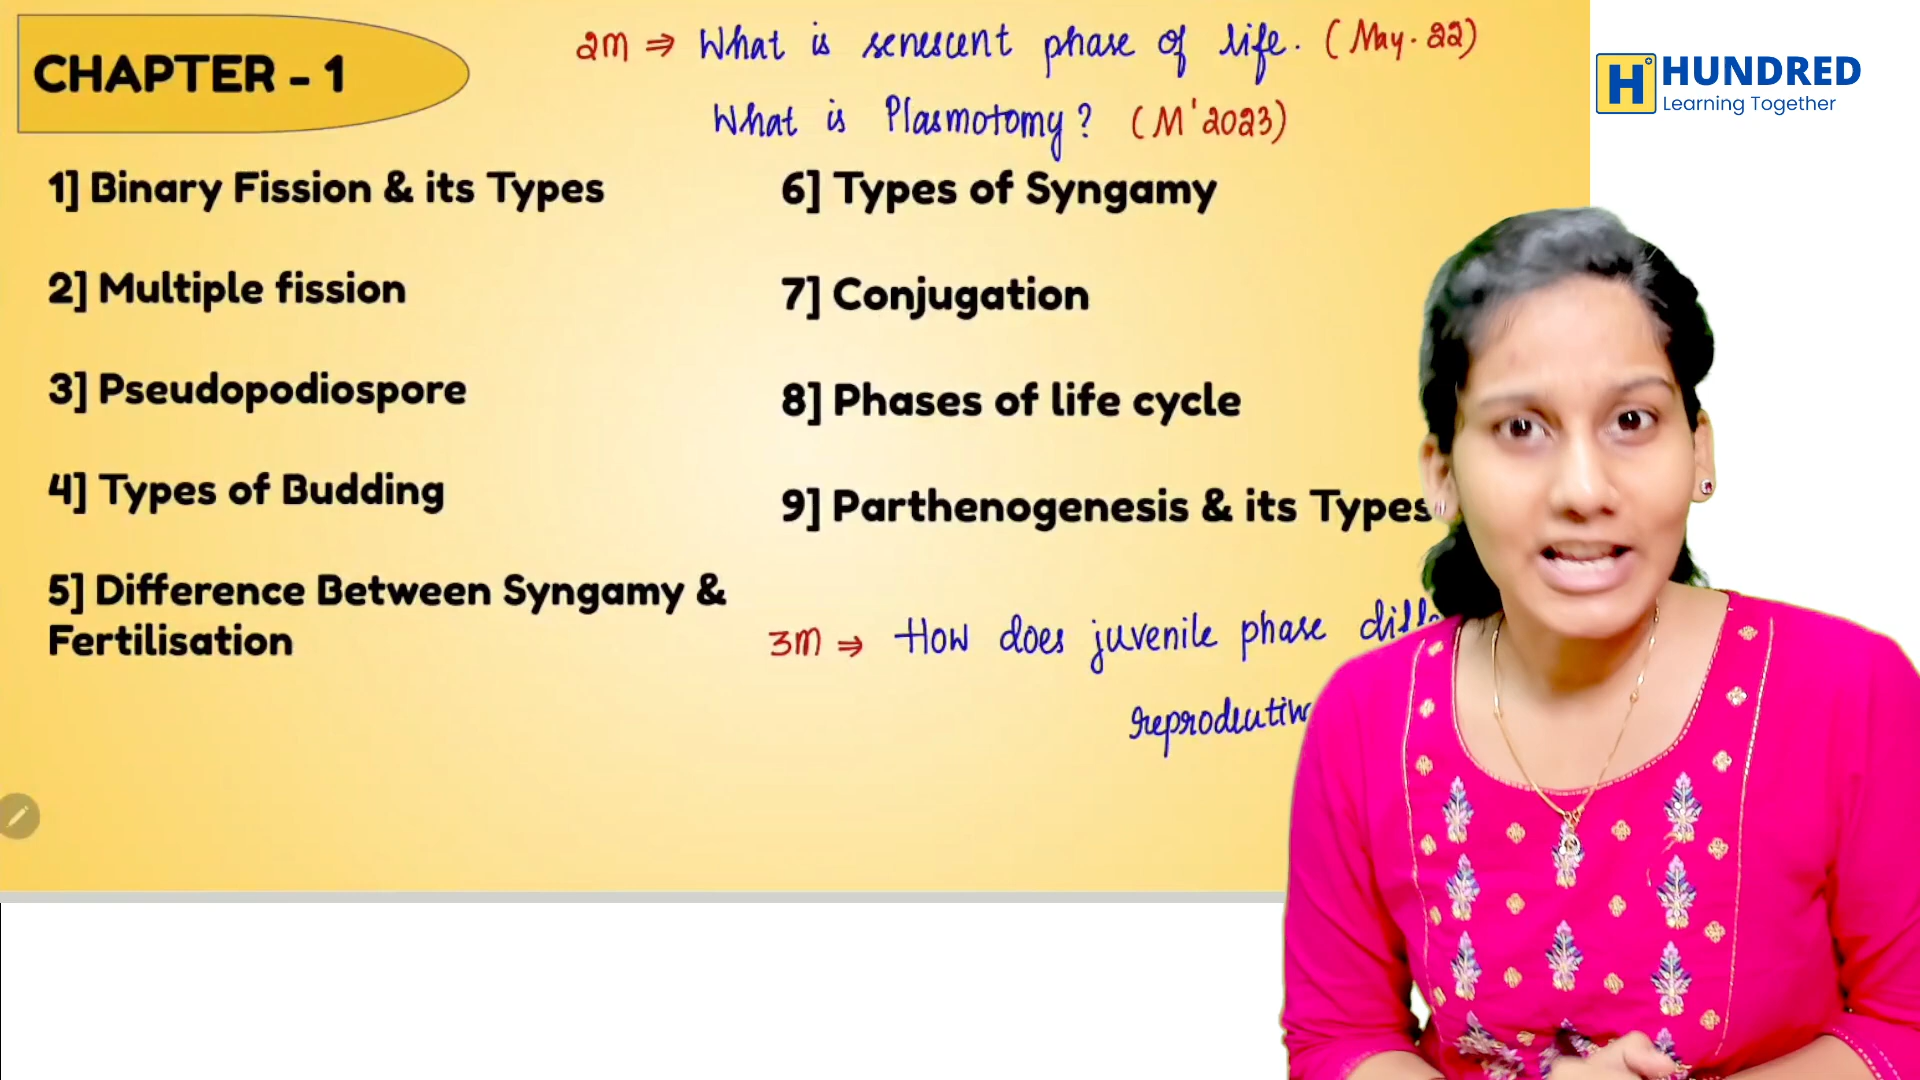 CHAPTER - 1
2m ⇒ What is senescent phase of life. (May-22)
What is Plasmotomy? (M'2023)
H HUNDRED
Learning Together
1] Binary Fission & its Types
2] Multiple fission
3] Pseudopodiospore
4] Types of Budding
5] Difference Between Syngamy &
Fertilisation
6] Types of Syngamy
7] Conjugation
8] Phases of life cycle
9] Parthenogenesis & its Types
3m ⇒ How does juvenile phase